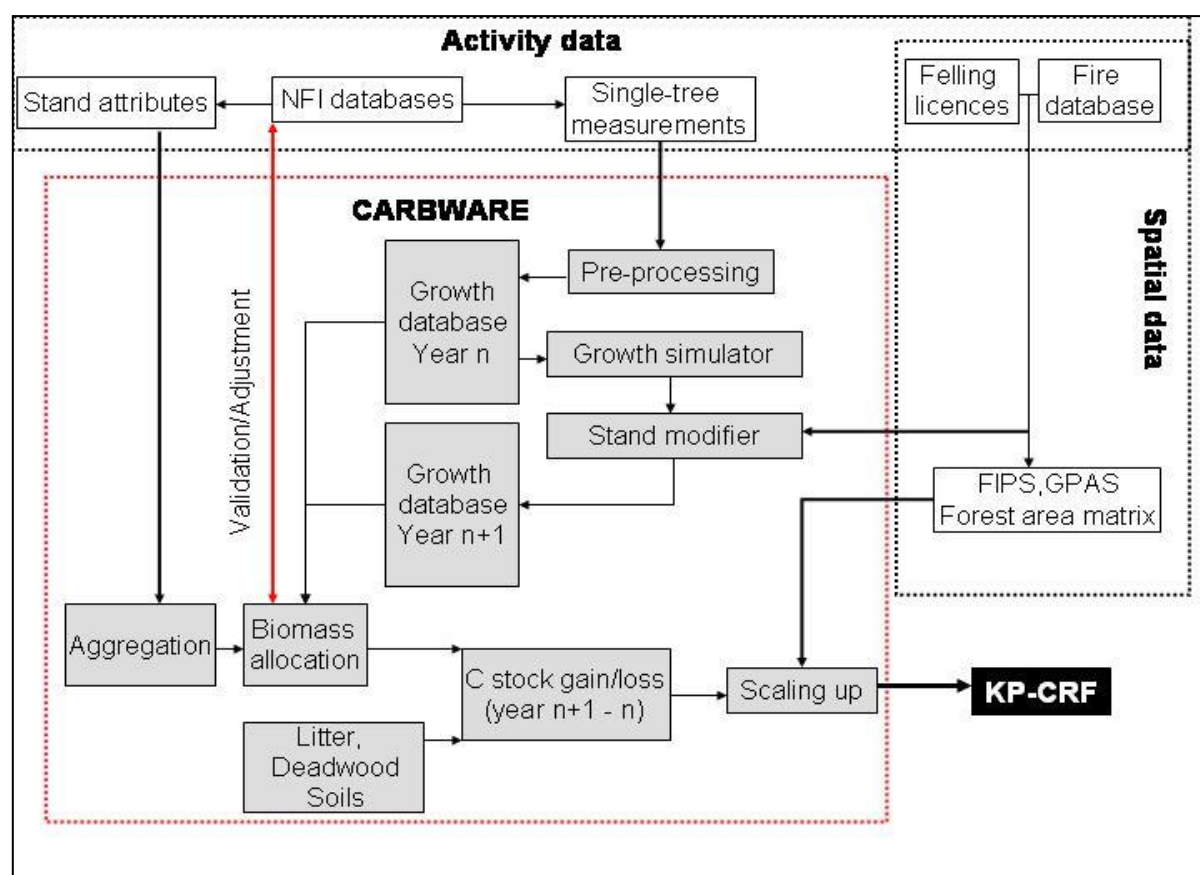 Activity data
Stand attributes
NFI databases
Single-tree
measurements
Felling
licences
Fire
database
Spatial data
CARBWARE
Validation/Adjustment
Growth
database
Year n
Pre-processing
Growth simulator
Stand modifier
Growth
database
Year n+1
FIPS,GPAS
Forest area matrix
Aggregation
Biomass
allocation
C stock gain/loss
(year n+1 - n)
Scaling up
KP-CRF
Litter,
Deadwood
Soils